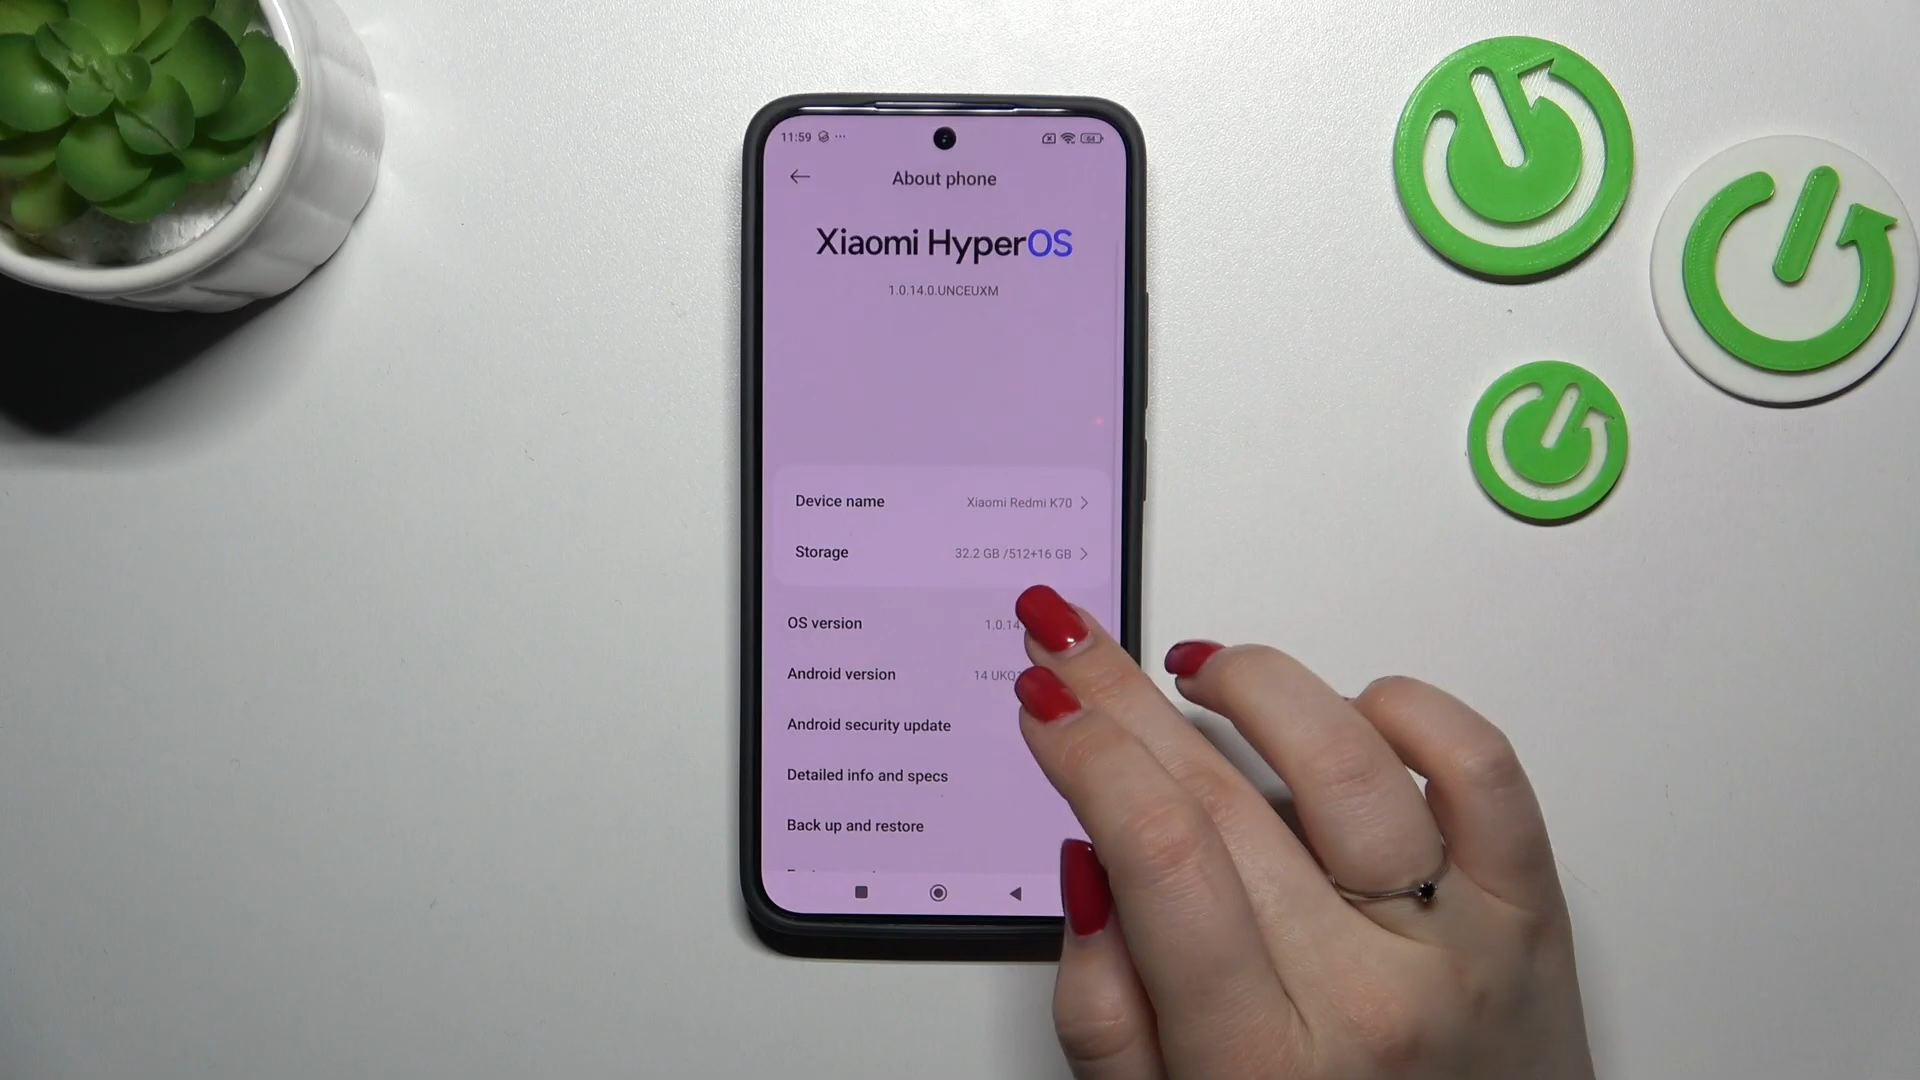 11:59
64
About phone
Xiaomi HyperOS
1.0.14.0.UNCEUXM
Device name Xiaomi Redmi K70
Storage 32.2 GB /512+16 GB
OS version 1.0.14.
Android version 14 UKQ
Android security update
Detailed info and specs
Back up and restore